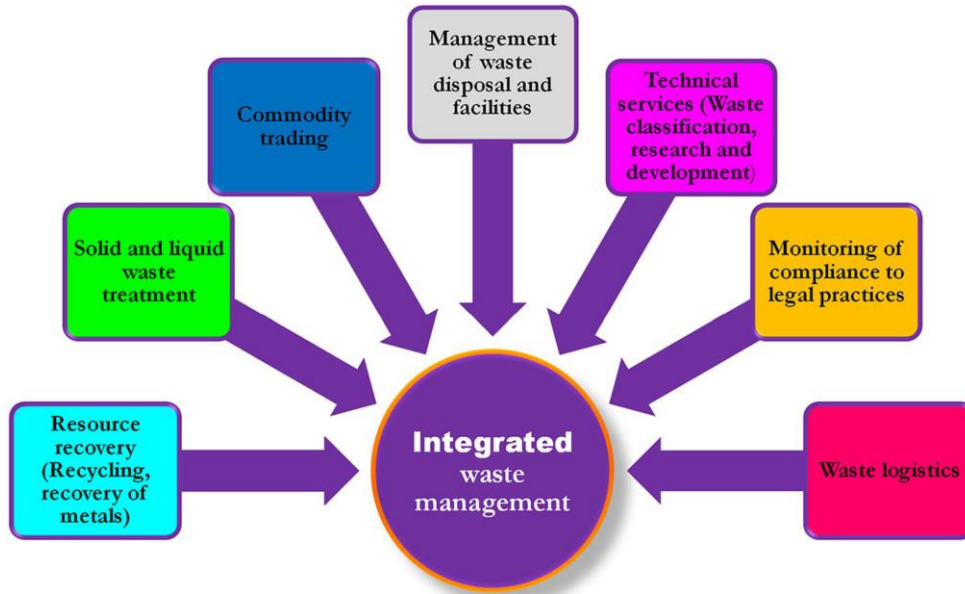 Management
of waste
disposal and
facilities
Commodity
trading
Technical
services (Waste
classification,
research and
development)
Solid and liquid
waste
treatment
Monitoring of
compliance to
legal practices
Resource
recovery
(Recycling,
recovery of
metals)
Integrated
waste
management
Waste logistics